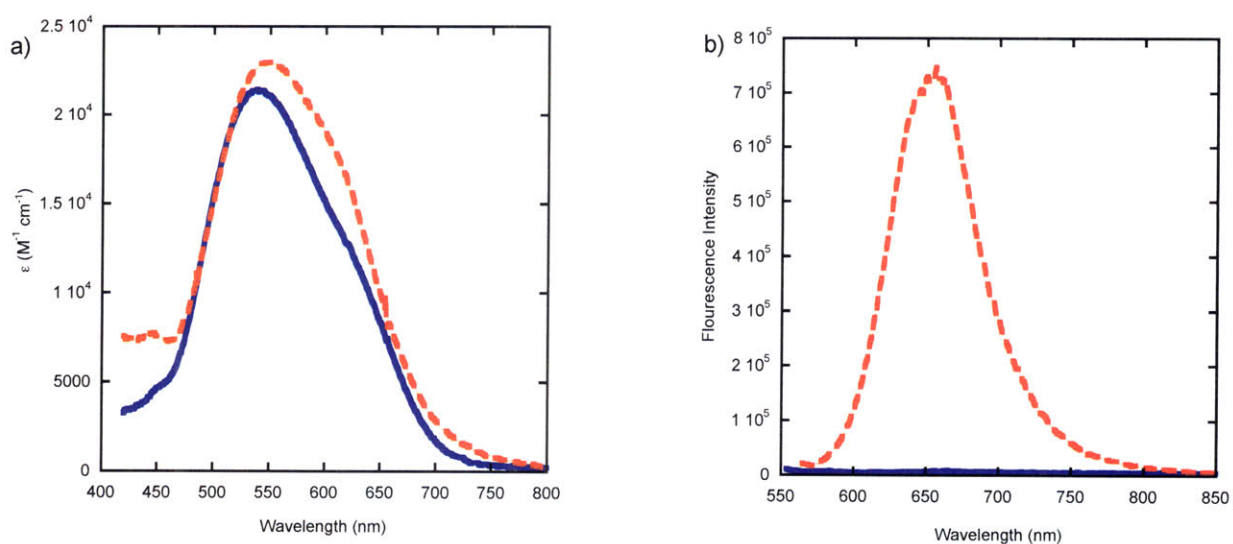 a)
2.5 10⁴
2 10⁴
1.5 10⁴
1 10⁴
5000
0
ε (M⁻¹ cm⁻¹)
400 450 500 550 600 650 700 750 800
Wavelength (nm)
b)
8 10⁵
7 10⁵
6 10⁵
5 10⁵
4 10⁵
3 10⁵
2 10⁵
1 10⁵
0
Flourescence Intensity
550 600 650 700 750 800 850
Wavelength (nm)